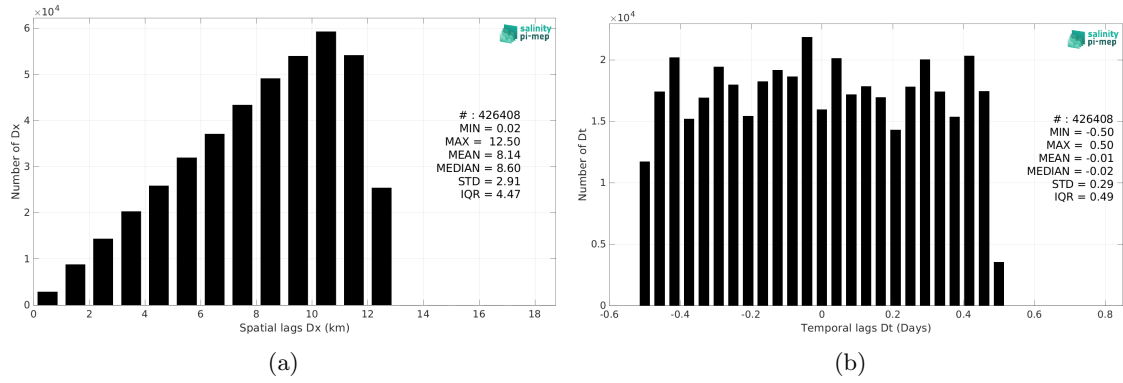 ×10⁴
6
5
4
3
2
1
0
Number of Dx
0 2 4 6 8 10 12 14 16 18
Spatial lags Dx (km)
salinity
pi-mep
# : 426408
MIN = 0.02
MAX = 12.50
MEAN = 8.14
MEDIAN = 8.60
STD = 2.91
IQR = 4.47
(a)
×10⁴
2
1.5
1
0.5
0
Number of Dt
-0.6 -0.4 -0.2 0 0.2 0.4 0.6 0.8
Temporal lags Dt (Days)
salinity
pi-mep
# : 426408
MIN = -0.50
MAX = 0.50
MEAN = -0.01
MEDIAN = -0.02
STD = 0.29
IQR = 0.49
(b)